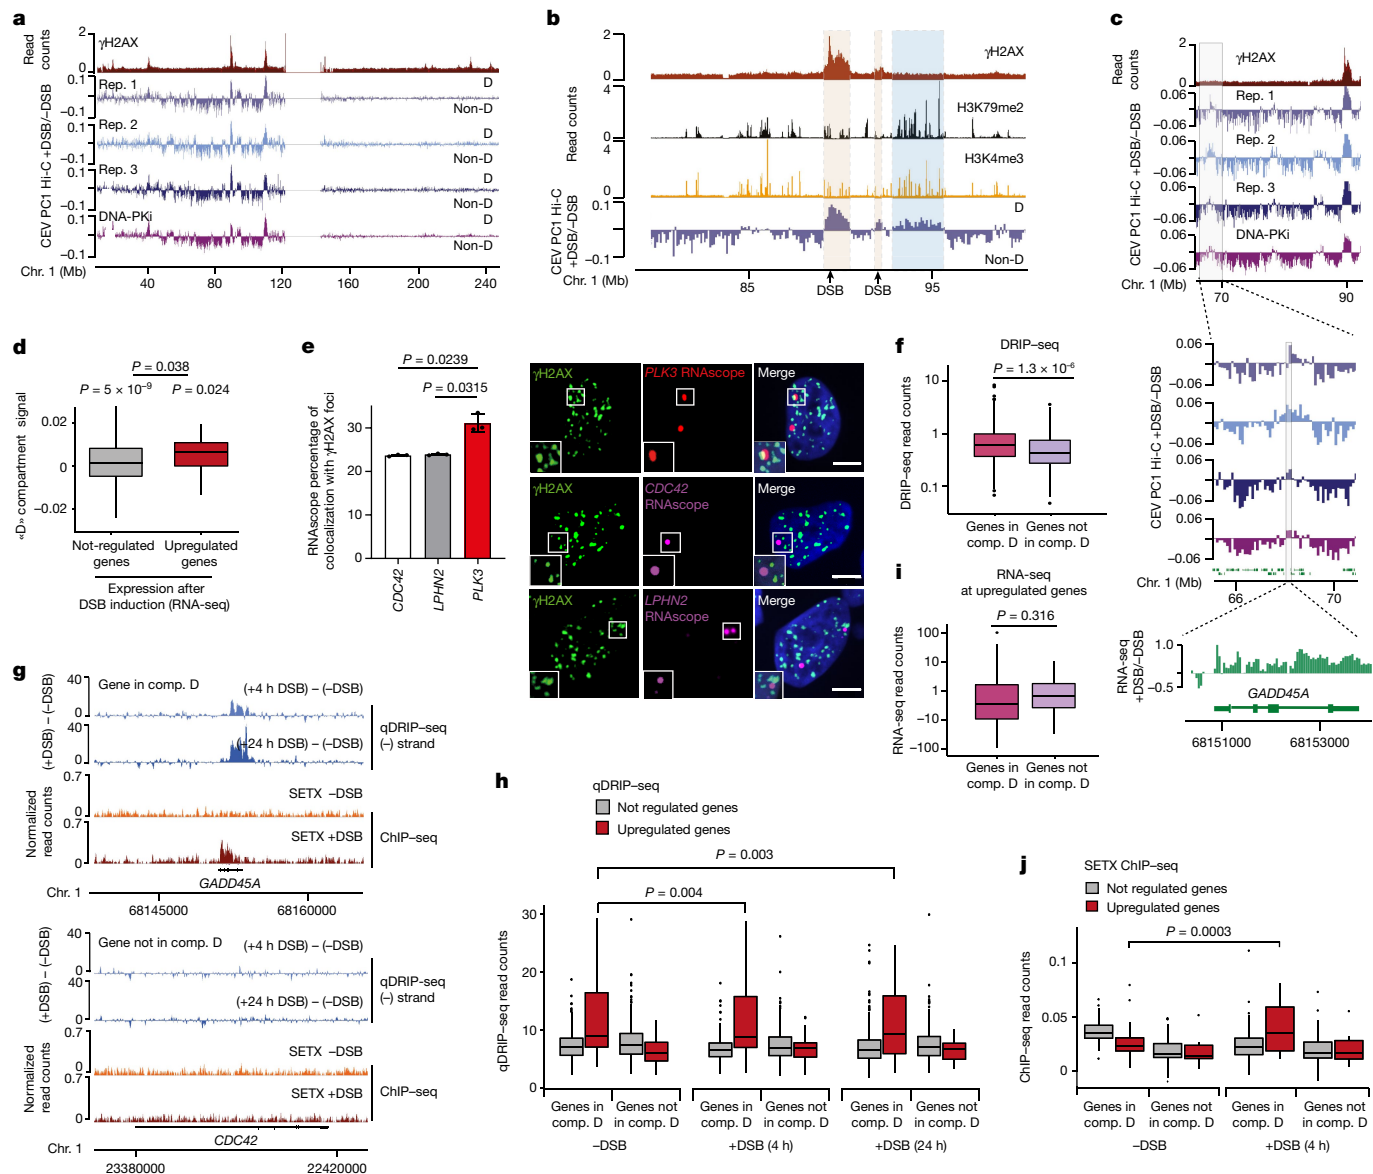 a
Read
counts
2
0
γH2AX
CEV PC1 Hi-C +DSB/−DSB
0.1
−0.1
Rep. 1
D
Non-D
0.1
−0.1
Rep. 2
D
Non-D
0.1
−0.1
Rep. 3
D
Non-D
0.1
−0.1
DNA-PKi
D
Non-D
Chr. 1 (Mb)
40 80 120 160 200 240
b
2
0
γH2AX
Read counts
4
0
H3K79me2
4
0
H3K4me3
CEV PC1 Hi-C
+DSB/−DSB
0.1
−0.1
D
Non-D
Chr. 1 (Mb)
85 95
DSB DSB
c
Read
counts
2
0
γH2AX
CEV PC1 Hi-C +DSB/−DSB
0.06
−0.06
Rep. 1
0.06
−0.06
Rep. 2
0.06
−0.06
Rep. 3
0.06
−0.06
DNA-PKi
Chr. 1 (Mb)
70 90
CEV PC1 Hi-C +DSB/−DSB
0.06
−0.06
0.06
−0.06
0.06
−0.06
0.06
−0.06
Chr. 1 (Mb)
66 70
RNA-seq
+DSB/−DSB
1.0
−0.5
GADD45A
68151000 68153000
d
P = 0.038
P = 5 × 10⁻⁹ P = 0.024
«D» compartment signal
0.02
0
−0.02
Not-regulated
genes
Upregulated
genes
Expression after
DSB induction (RNA-seq)
e
P = 0.0239
P = 0.0315
RNAscope percentage of
colocalization with γH2AX foci
30
20
10
0
CDC42
LPHN2
PLK3
γH2AX
PLK3 RNAscope
Merge
γH2AX
CDC42
RNAscope
Merge
γH2AX
LPHN2
RNAscope
Merge
f
DRIP–seq
P = 1.3 × 10⁻⁶
DRIP–seq read counts
10
1
0.1
Genes in
comp. D
Genes not
in comp. D
i
RNA-seq
at upregulated genes
P = 0.316
RNA-seq read counts
100
10
1
−10
−100
Genes in
comp. D
Genes not
in comp. D
g
(+DSB) − (−DSB)
40
0
Gene in comp. D
(+4 h DSB) − (−DSB)
40
0
(+24 h DSB) − (−DSB)
qDRIP–seq
(−) strand
Normalized
read counts
0.7
0
SETX −DSB
0.7
0
SETX +DSB
ChIP–seq
GADD45A
Chr. 1
68145000 68160000
(+DSB) − (−DSB)
40
0
Gene not in comp. D
(+4 h DSB) − (−DSB)
40
0
(+24 h DSB) − (−DSB)
qDRIP-seq
(−) strand
Normalized
read counts
0.7
0
SETX −DSB
0.7
0
SETX +DSB
ChIP–seq
CDC42
Chr. 1
23380000 22420000
h
qDRIP–seq
Not regulated genes
Upregulated genes
P = 0.003
P = 0.004
qDRIP–seq read counts
30
20
10
0
Genes in
comp. D
Genes not
in comp. D
Genes in
comp. D
Genes not
in comp. D
Genes in
comp. D
Genes not
in comp. D
−DSB +DSB (4 h) +DSB (24 h)
j
SETX ChIP–seq
Not regulated genes
Upregulated genes
P = 0.0003
ChIP–seq read counts
0.1
0.05
0
Genes in
comp. D
Genes not
in comp. D
Genes in
comp. D
Genes not
in comp. D
−DSB +DSB (4 h)